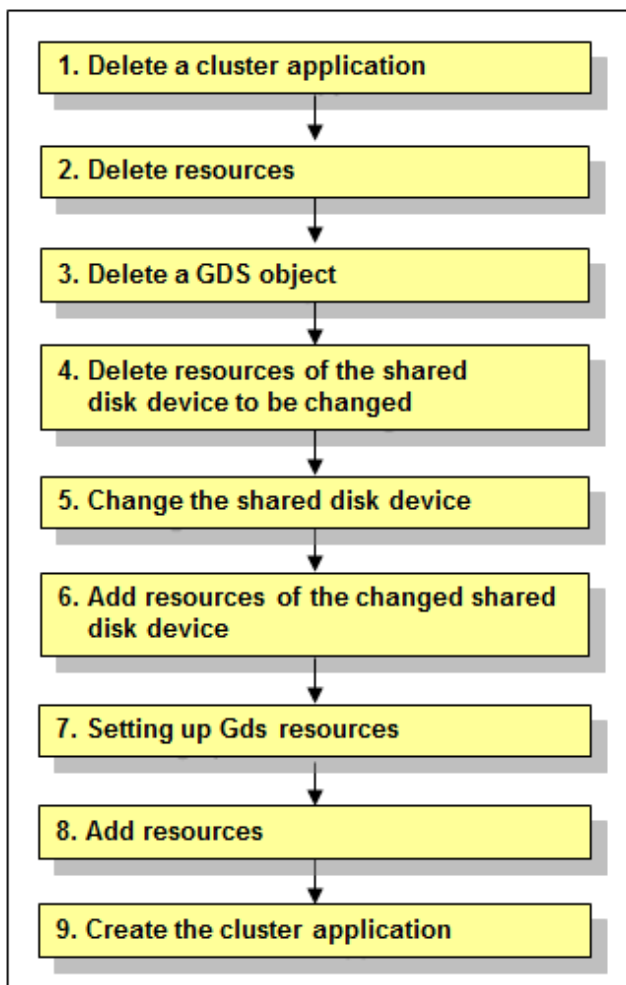 1. Delete a cluster application
2. Delete resources
3. Delete a GDS object
4. Delete resources of the shared
disk device to be changed
5. Change the shared disk device
6. Add resources of the changed shared
disk device
7. Setting up Gds resources
8. Add resources
9. Create the cluster application